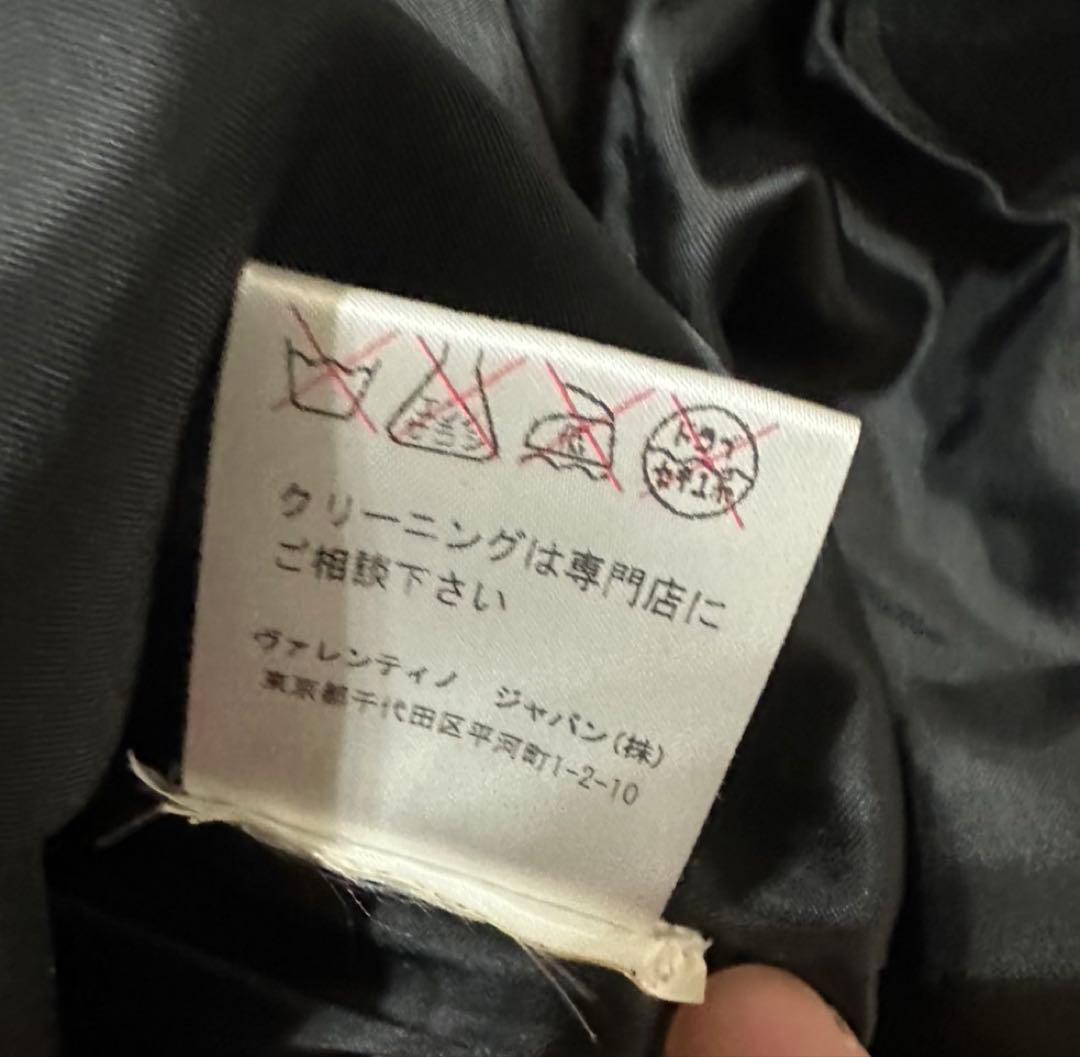 クリーニングは専門店に
ご相談下さい
ヴァレンティノ ジャパン(株)
東京都千代田区平河町1-2-10